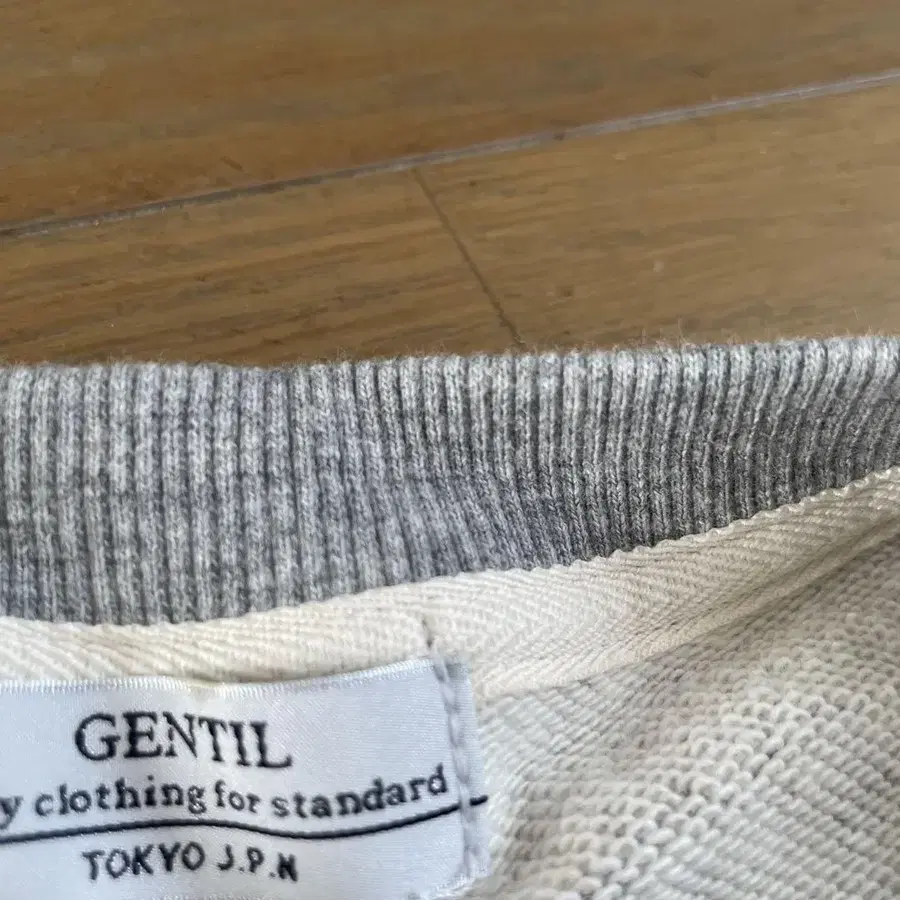 GENTIL
y clothing for standard
TOKYO J.P.N